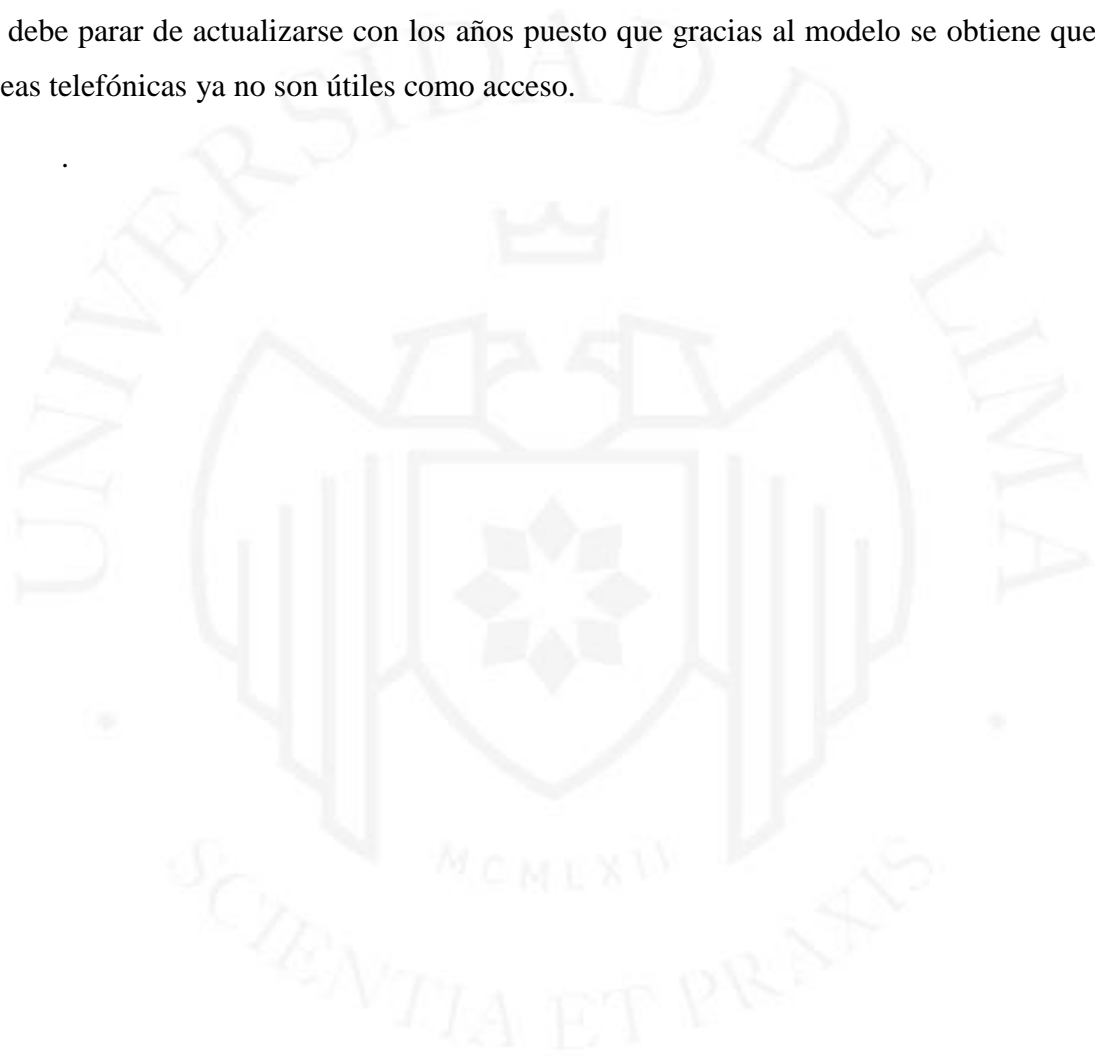 debe parar de actualizarse con los años puesto que gracias al modelo se obtiene que
eas telefónicas ya no son útiles como acceso.
.
UNIVERSIDAD DE LIMA
MCMLXII
SCIENTIA ET PRAXIS